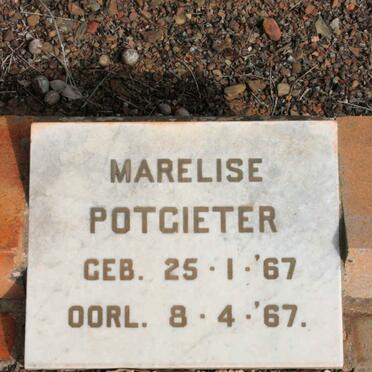 MARELISE
POTGIETER
GEB. 25 · 1 · '67
OORL. 8 · 4 · '67.